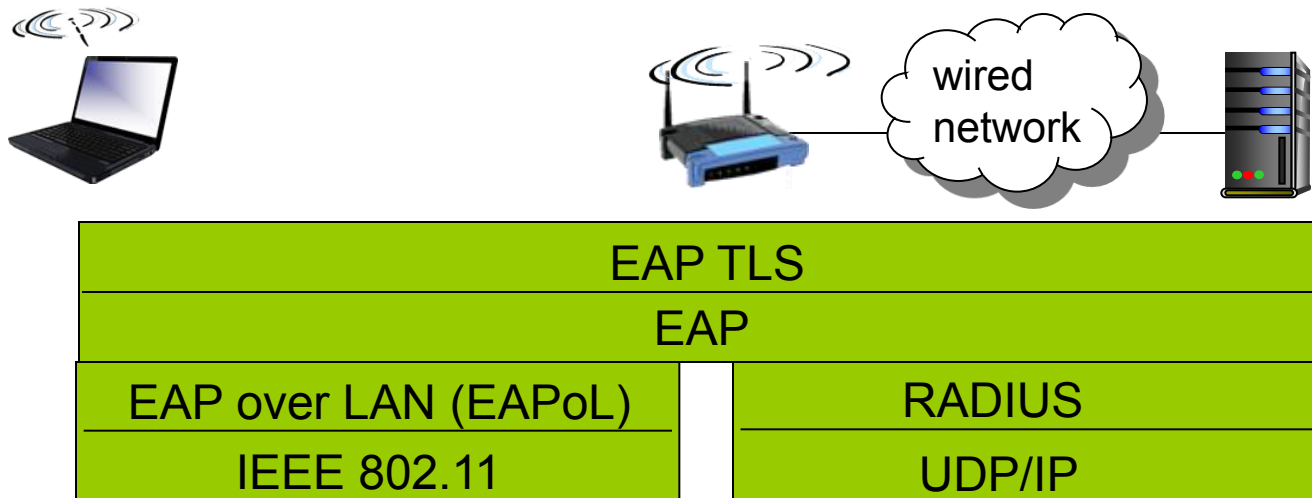 wired
network
EAP TLS
EAP
EAP over LAN (EAPoL)
IEEE 802.11
RADIUS
UDP/IP